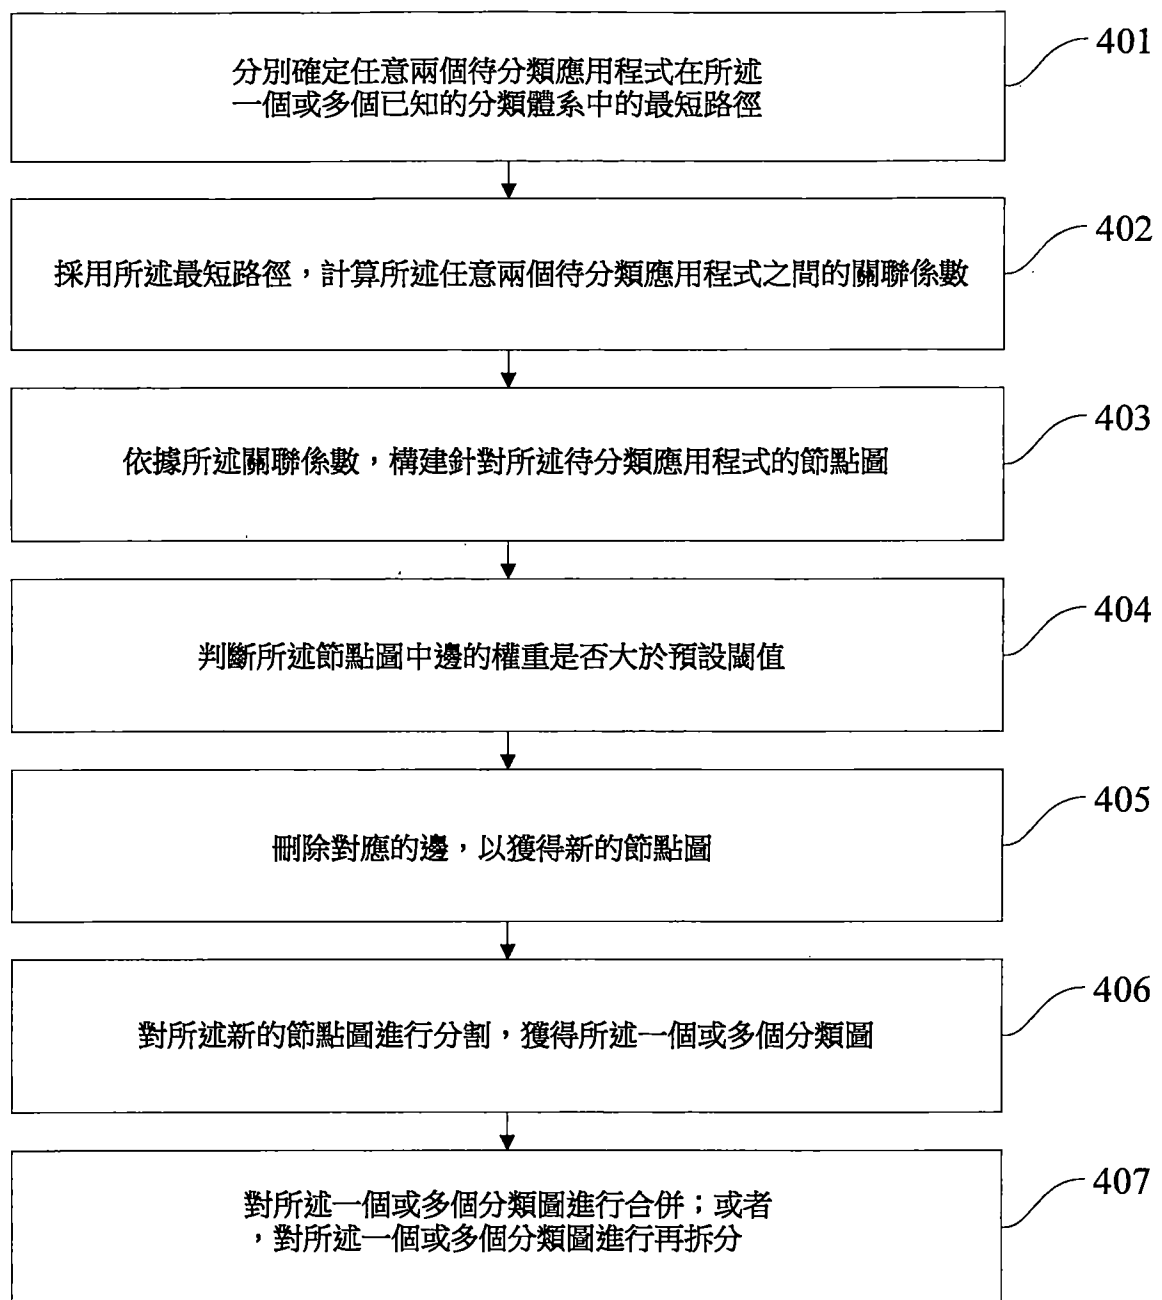 分別確定任意兩個待分類應用程式在所述
一個或多個已知的分類體系中的最短路徑
401
採用所述最短路徑，計算所述任意兩個待分類應用程式之間的關聯係數
402
依據所述關聯係數，構建針對所述待分類應用程式的節點圖
403
判斷所述節點圖中邊的權重是否大於預設閾值
404
刪除對應的邊，以獲得新的節點圖
405
對所述新的節點圖進行分割，獲得所述一個或多個分類圖
406
對所述一個或多個分類圖進行合併；或者
，對所述一個或多個分類圖進行再拆分
407